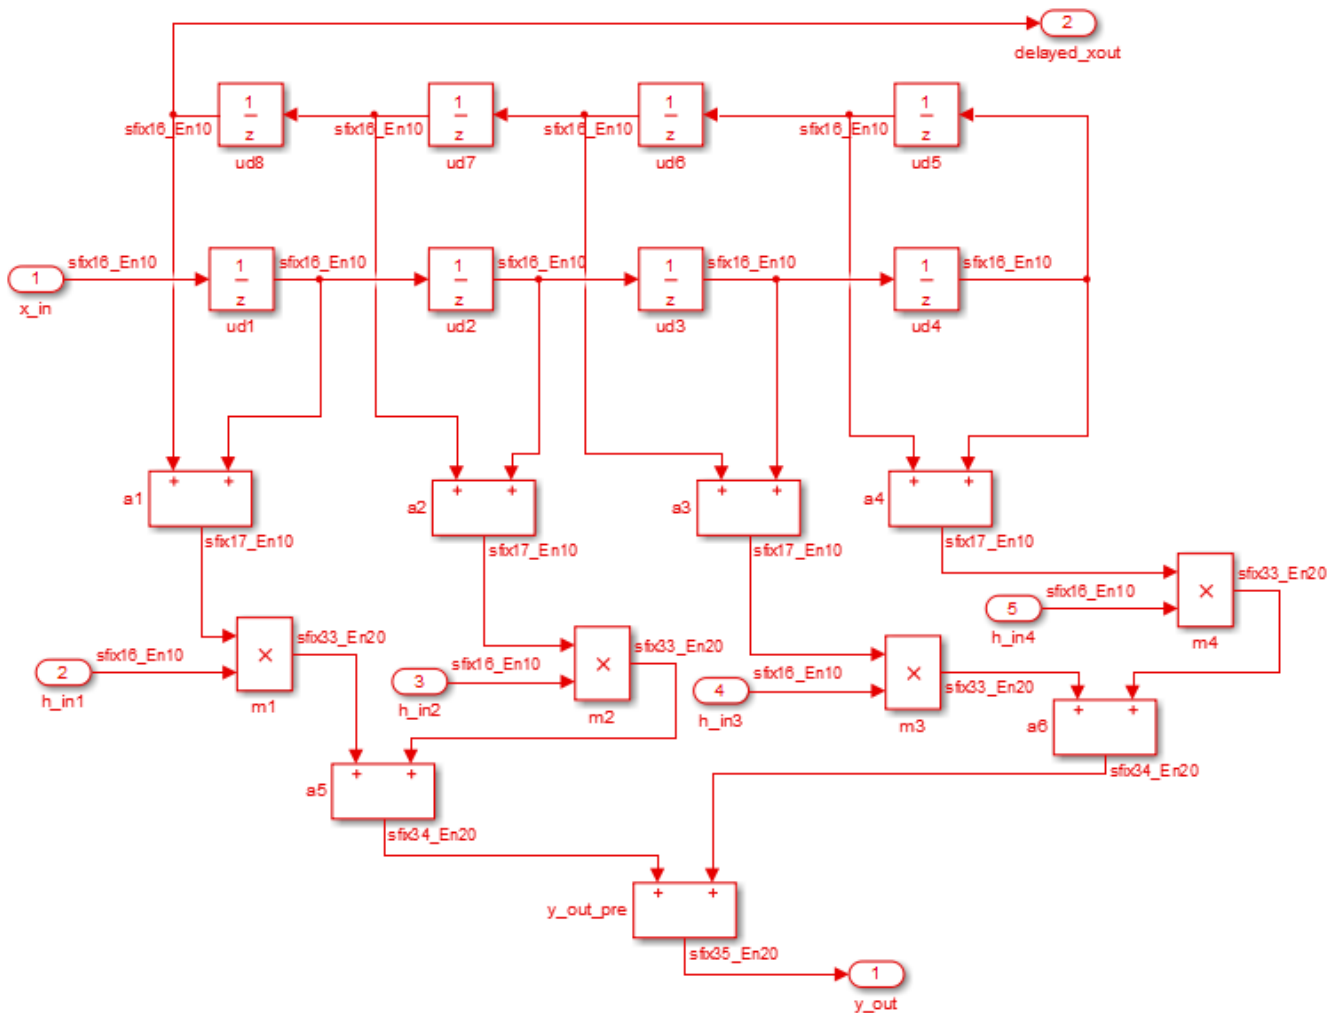 2
delayed_xout
1
z
1
z
1
z
1
z
sfix16_En10
sfix16_En10
sfix16_En10
sfix16_En10
ud8
ud7
ud6
ud5
sfix16_En10
sfix16_En10
sfix16_En10
sfix16_En10
sfix16_En10
1
1
z
1
z
1
z
1
z
x_in
ud1
ud2
ud3
ud4
+ +
+ +
+ +
+ +
a1
a2
a3
a4
sfix17_En10
sfix17_En10
sfix17_En10
sfix17_En10
sfix33_En20
sfix16_En10
×
5
h_in4
m4
sfix33_En20
sfix33_En20
sfix16_En10
×
sfix16_En10
×
sfix16_En10
×
2
3
4
sfix33_En20
h_in1
m1
h_in2
m2
h_in3
m3
+ +
a6
sfix34_En20
+ +
a5
sfix34_En20
+ +
y_out_pre
sfix35_En20
1
y_out